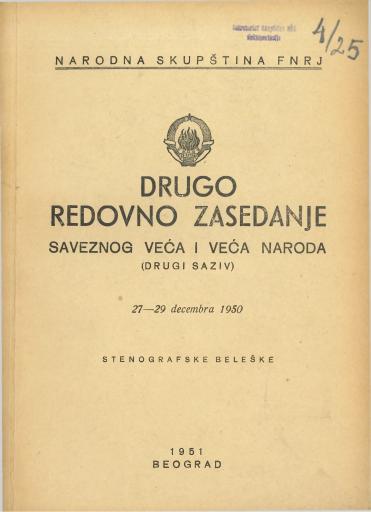 4/25
NARODNA SKUPŠTINA FNRJ
DRUGO
REDOVNO ZASEDANJE
SAVEZNOG VEĆA I VEĆA NARODA
(DRUGI SAZIV)
27—29 decembra 1950
STENOGRAFSKE BELEŠKE
1951
BEOGRAD